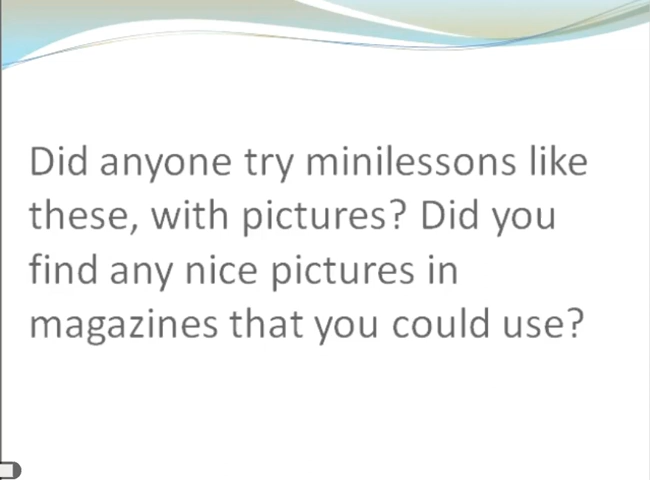 Did anyone try minilessons like
these, with pictures? Did you
find any nice pictures in
magazines that you could use?